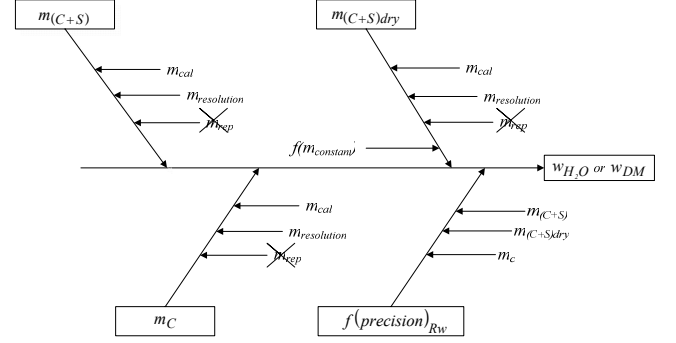 m(C+S)
m(C+S)dry
mcal
mcal
mresolution
mresolution
mrep
mrep
f(mconstant)
wH2O or wDM
mcal
m(C+S)
mresolution
m(C+S)dry
mrep
mc
mC
f(precision)Rw